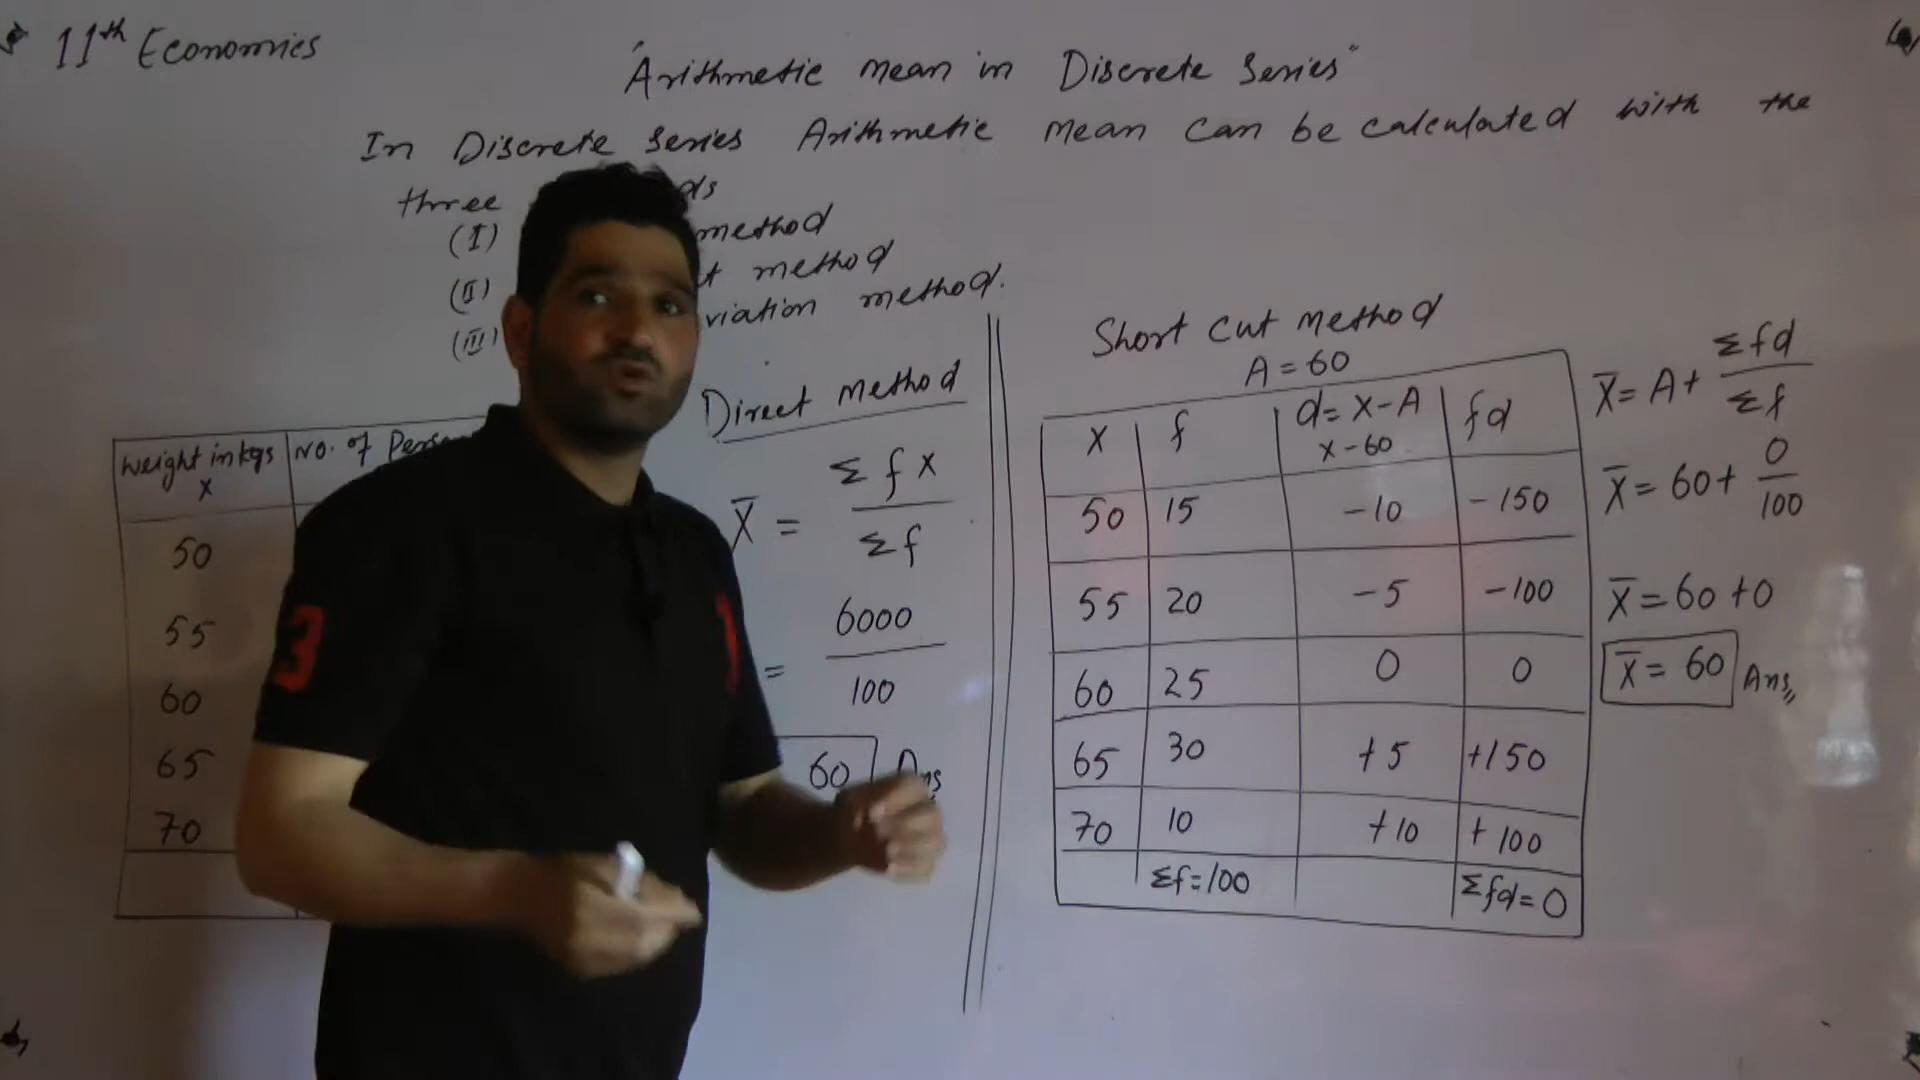 11th Economics
"Arithmetic mean in Discrete Series"
In Discrete Series Arithmetic mean can be calculated with the
three ds
(I) method
(II) t method
(III) viation method.
weight in kgs No. of Perso
X
50
55
60
65
70
Direct method
X̄ = Σfx / Σf
= 6000 / 100
60 Ans
Short cut method
A = 60
X f d = X-A fd
X-60
50 15 -10 -150
55 20 -5 -100
60 25 0 0
65 30 +5 +150
70 10 +10 +100
Σf=100 Σfd=0
X̄ = A + Σfd / Σf
X̄ = 60 + 0 / 100
X̄ = 60 + 0
X̄ = 60 Ans
3